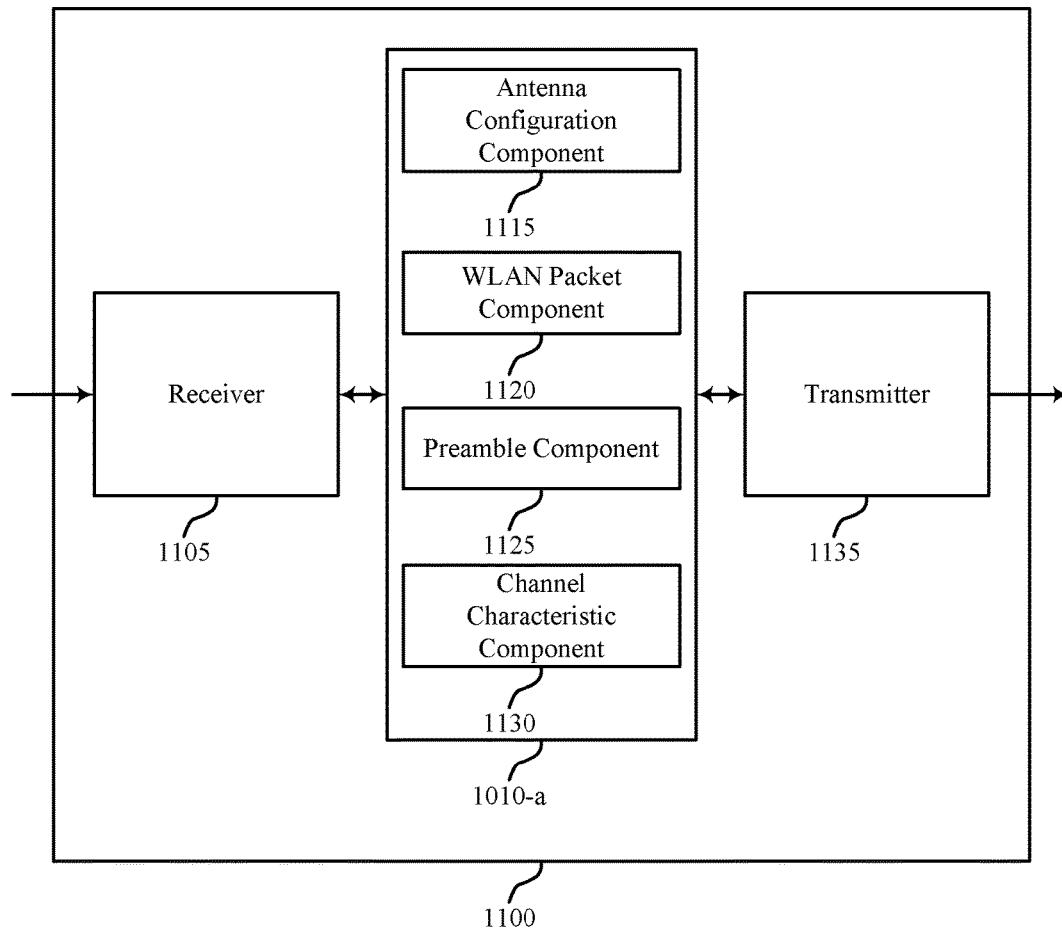 Antenna
Configuration
Component
1115
WLAN Packet
Component
1120
Receiver
Transmitter
Preamble Component
1125
1105
1135
Channel
Characteristic
Component
1130
1010-a
1100